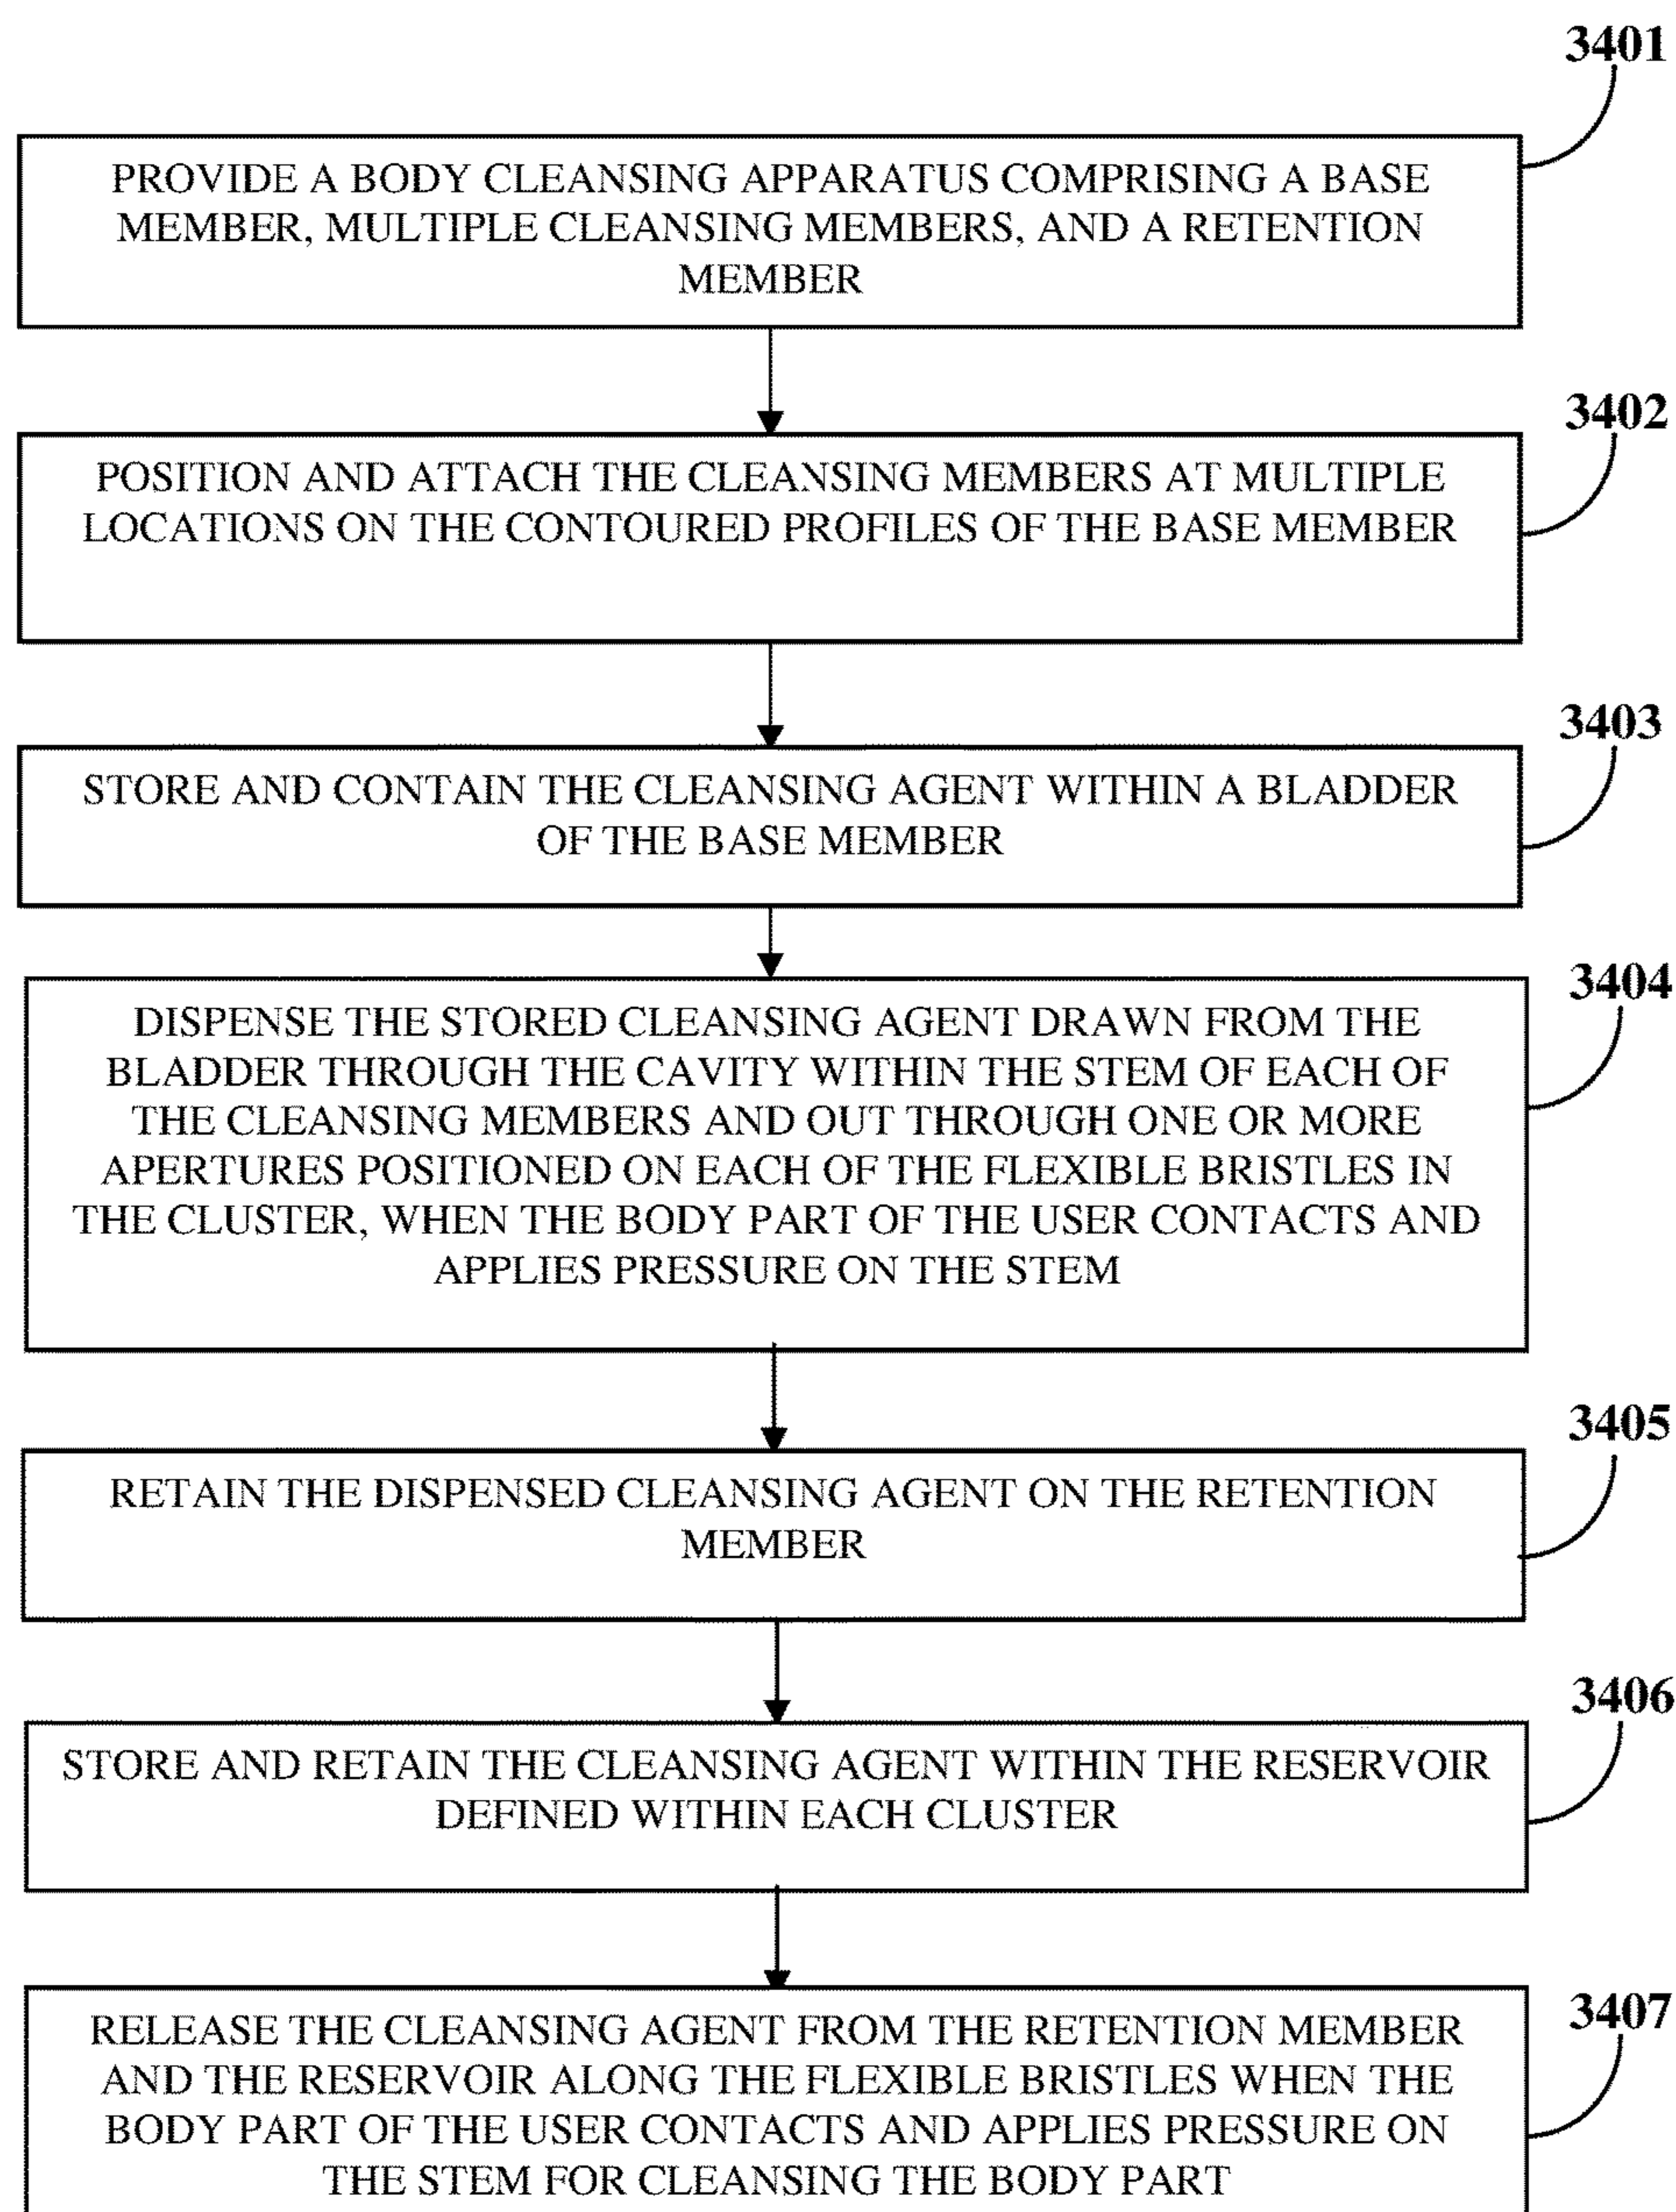 3401
PROVIDE A BODY CLEANSING APPARATUS COMPRISING A BASE
MEMBER, MULTIPLE CLEANSING MEMBERS, AND A RETENTION
MEMBER
3402
POSITION AND ATTACH THE CLEANSING MEMBERS AT MULTIPLE
LOCATIONS ON THE CONTOURED PROFILES OF THE BASE MEMBER
3403
STORE AND CONTAIN THE CLEANSING AGENT WITHIN A BLADDER
OF THE BASE MEMBER
3404
DISPENSE THE STORED CLEANSING AGENT DRAWN FROM THE
BLADDER THROUGH THE CAVITY WITHIN THE STEM OF EACH OF
THE CLEANSING MEMBERS AND OUT THROUGH ONE OR MORE
APERTURES POSITIONED ON EACH OF THE FLEXIBLE BRISTLES IN
THE CLUSTER, WHEN THE BODY PART OF THE USER CONTACTS AND
APPLIES PRESSURE ON THE STEM
3405
RETAIN THE DISPENSED CLEANSING AGENT ON THE RETENTION
MEMBER
3406
STORE AND RETAIN THE CLEANSING AGENT WITHIN THE RESERVOIR
DEFINED WITHIN EACH CLUSTER
3407
RELEASE THE CLEANSING AGENT FROM THE RETENTION MEMBER
AND THE RESERVOIR ALONG THE FLEXIBLE BRISTLES WHEN THE
BODY PART OF THE USER CONTACTS AND APPLIES PRESSURE ON
THE STEM FOR CLEANSING THE BODY PART